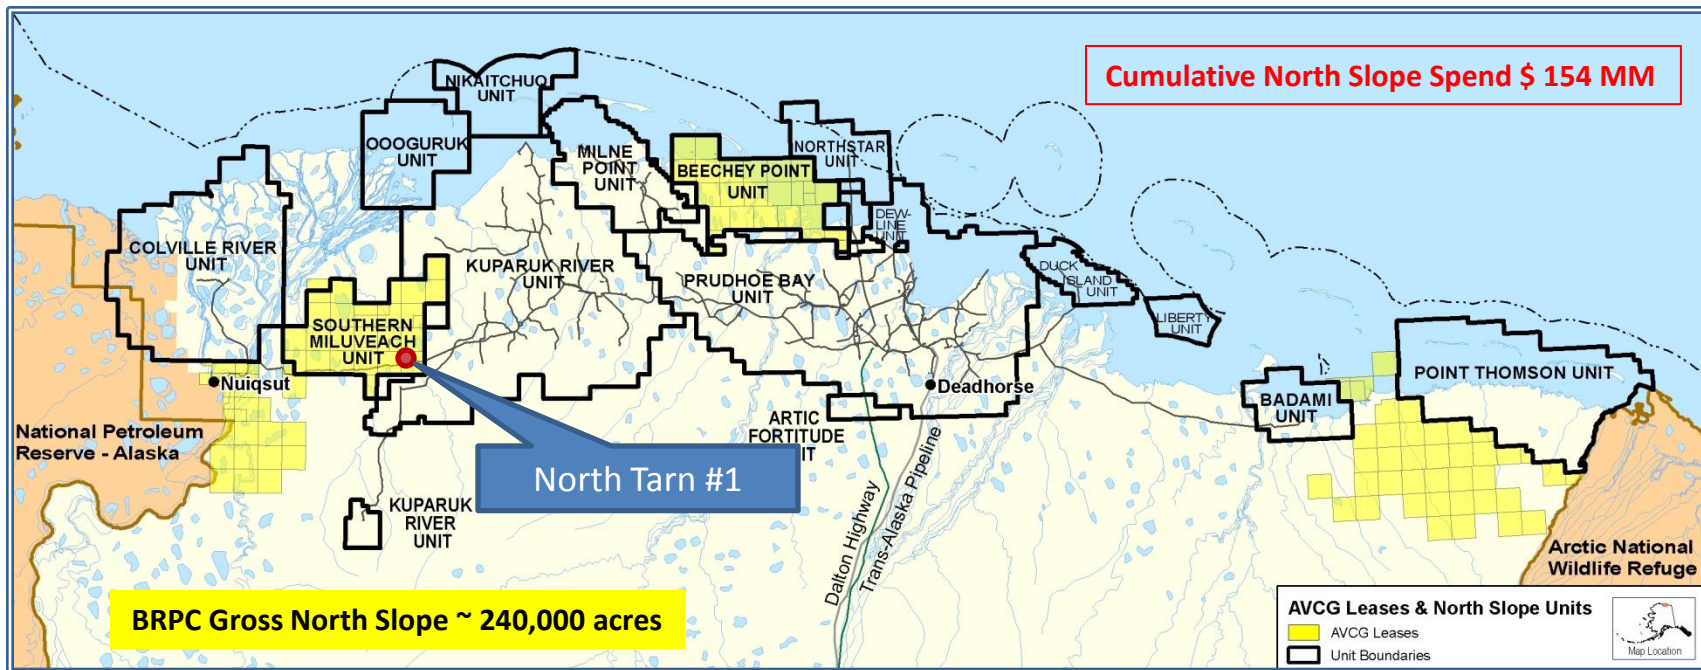 Cumulative North Slope Spend $ 154 MM
NIKAITCHUQ
UNIT
OOOGURUK
UNIT
MILNE
POINT
UNIT
BEECHEY POINT
UNIT
NORTHSTAR
UNIT
DEW-
LINE
UNIT
COLVILLE RIVER
UNIT
KUPARUK RIVER
UNIT
PRUDHOE BAY
UNIT
DUCK
ISLAND
UNIT
LIBERTY
UNIT
SOUTHERN
MILUVEACH
UNIT
Nuiqsut
Deadhorse
POINT THOMSON UNIT
BADAMI
UNIT
ARTIC
FORTITUDE
National Petroleum
Reserve - Alaska
North Tarn #1
KUPARUK
RIVER
UNIT
Dalton Highway
Trans-Alaska Pipeline
Arctic National
Wildlife Refuge
BRPC Gross North Slope ~ 240,000 acres
AVCG Leases & North Slope Units
AVCG Leases
Unit Boundaries
Map Location